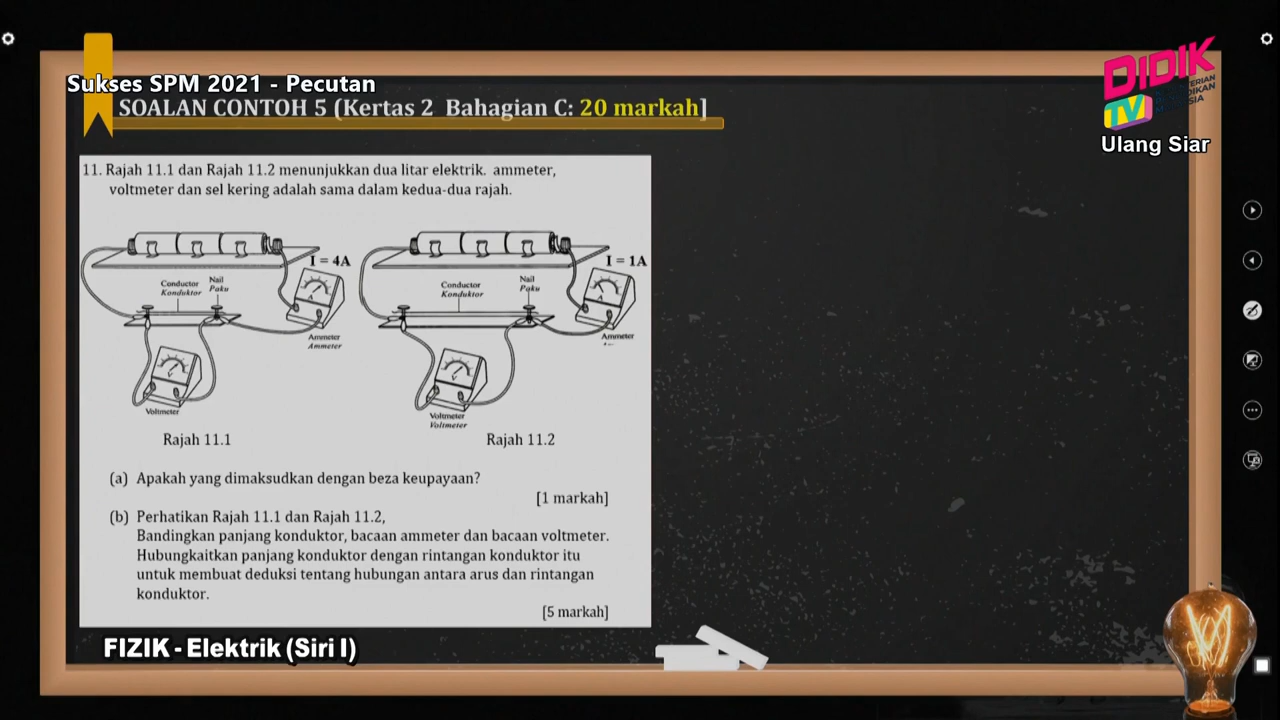 Sukses SPM 2021 - Pecutan
SOALAN CONTOH 5 (Kertas 2 Bahagian C: 20 markah]
DIDIK
TV
Ulang Siar
11. Rajah 11.1 dan Rajah 11.2 menunjukkan dua litar elektrik. ammeter,
voltmeter dan sel kering adalah sama dalam kedua-dua rajah.
I = 4A
Conductor
Konduktor
Nail
Paku
Ammeter
Ammeter
Voltmeter
Rajah 11.1
I = 1A
Conductor
Konduktor
Nail
Paku
Ammeter
Voltmeter
Voltmeter
Rajah 11.2
(a) Apakah yang dimaksudkan dengan beza keupayaan?
[1 markah]
(b) Perhatikan Rajah 11.1 dan Rajah 11.2,
Bandingkan panjang konduktor, bacaan ammeter dan bacaan voltmeter.
Hubungkaitkan panjang konduktor dengan rintangan konduktor itu
untuk membuat deduksi tentang hubungan antara arus dan rintangan
konduktor.
[5 markah]
FIZIK - Elektrik (Siri I)